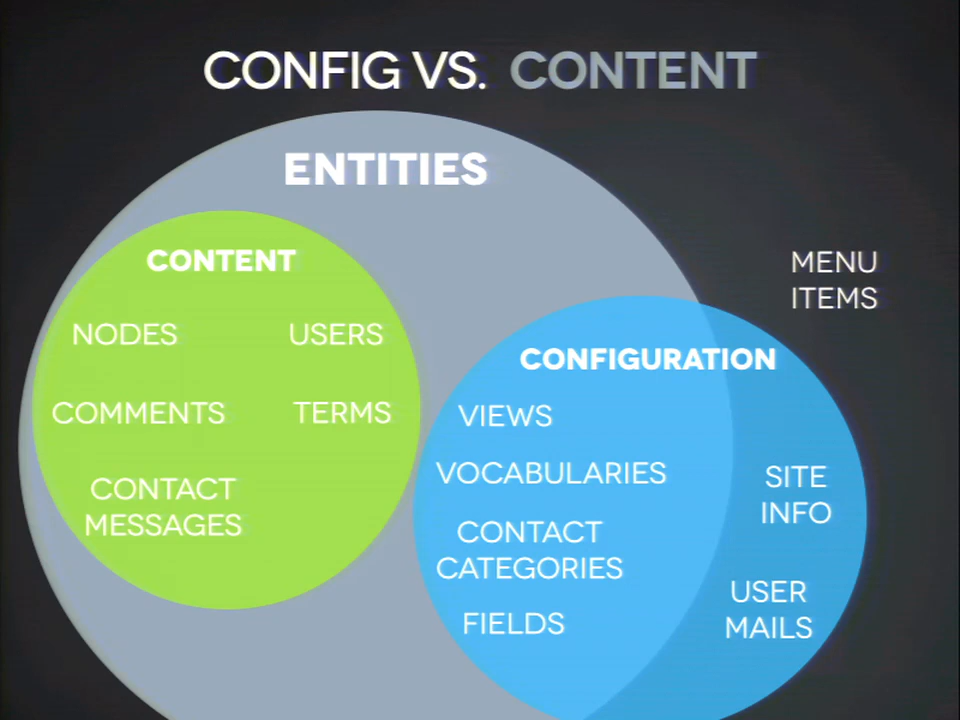 CONFIG VS. CONTENT
ENTITIES
CONTENT
NODES
USERS
COMMENTS
TERMS
CONTACT
MESSAGES
CONFIGURATION
VIEWS
VOCABULARIES
CONTACT
CATEGORIES
FIELDS
SITE
INFO
USER
MAILS
MENU
ITEMS